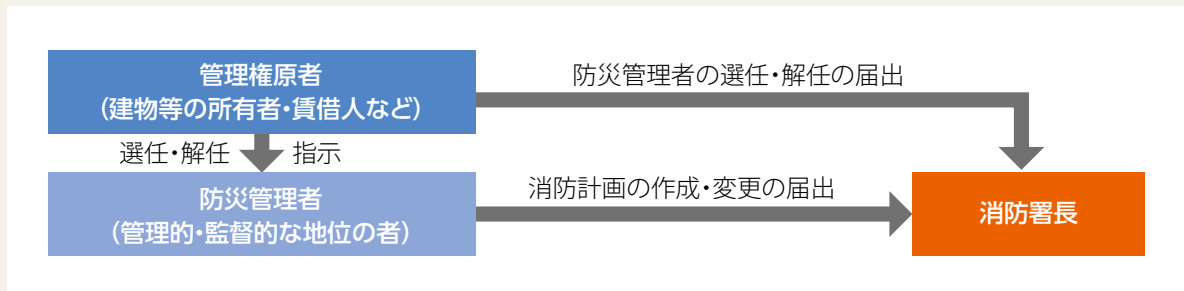 管理権原者
（建物等の所有者・賃借人など）
防災管理者の選任・解任の届出
選任・解任 指示
防災管理者
（管理的・監督的な地位の者）
消防計画の作成・変更の届出
消防署長